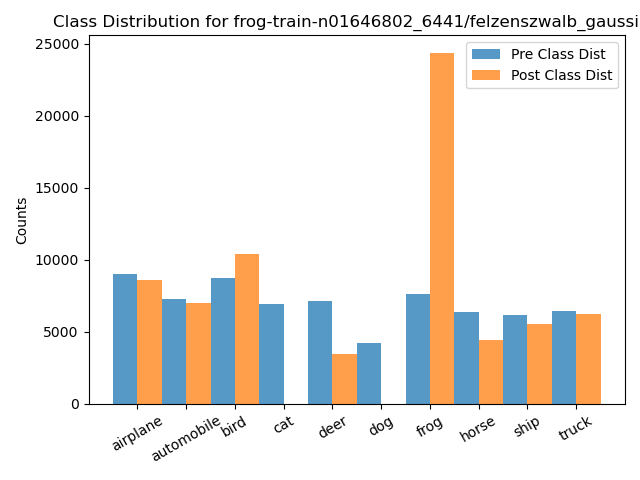 Class Distribution for frog-train-n01646802_6441/felzenszwalb_gaussi
Pre Class Dist
Post Class Dist
25000
20000
15000
10000
5000
0
Counts
airplane
automobile
bird
cat
deer
dog
frog
horse
ship
truck